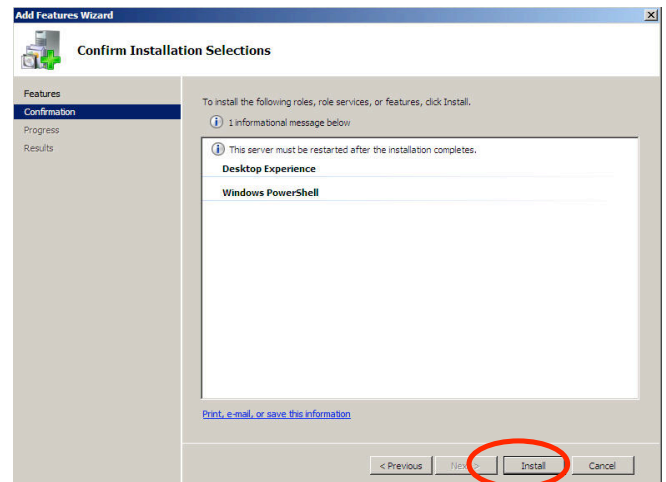 Add Features Wizard
Confirm Installation Selections
Features
Confirmation
Progress
Results
To install the following roles, role services, or features, click Install.
1 informational message below
This server must be restarted after the installation completes.
Desktop Experience
Windows PowerShell
Print, e-mail, or save this information
< Previous Next > Install Cancel